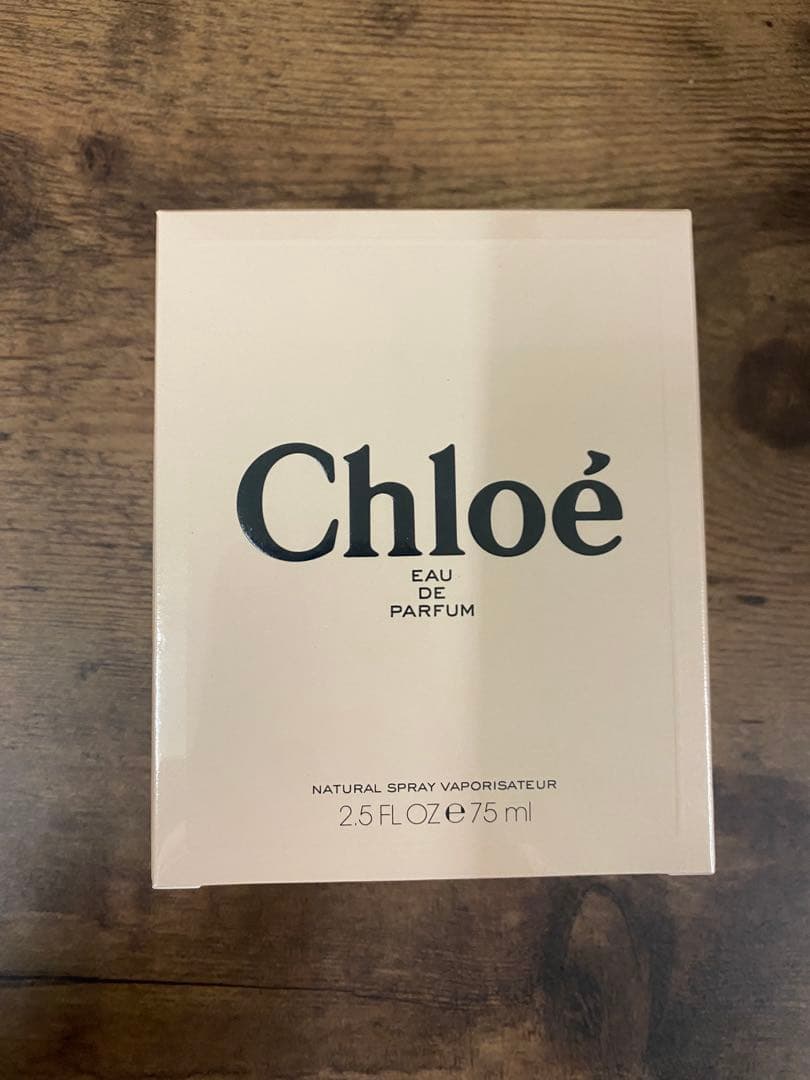 Chloé
EAU
DE
PARFUM
NATURAL SPRAY VAPORISATEUR
2.5 FL OZ ℮ 75 ml